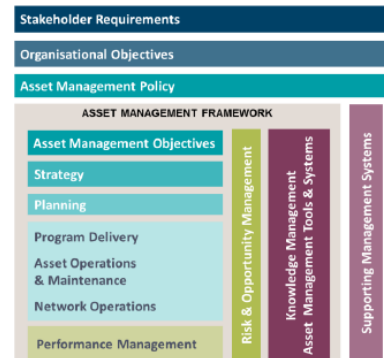 Stakeholder Requirements
Organisational Objectives
Asset Management Policy
ASSET MANAGEMENT FRAMEWORK
Asset Management Objectives
Strategy
Planning
Program Delivery
Asset Operations
& Maintenance
Network Operations
Performance Management
Risk & Opportunity Management
Knowledge Management
Asset Management Tools & Systems
Supporting Management Systems